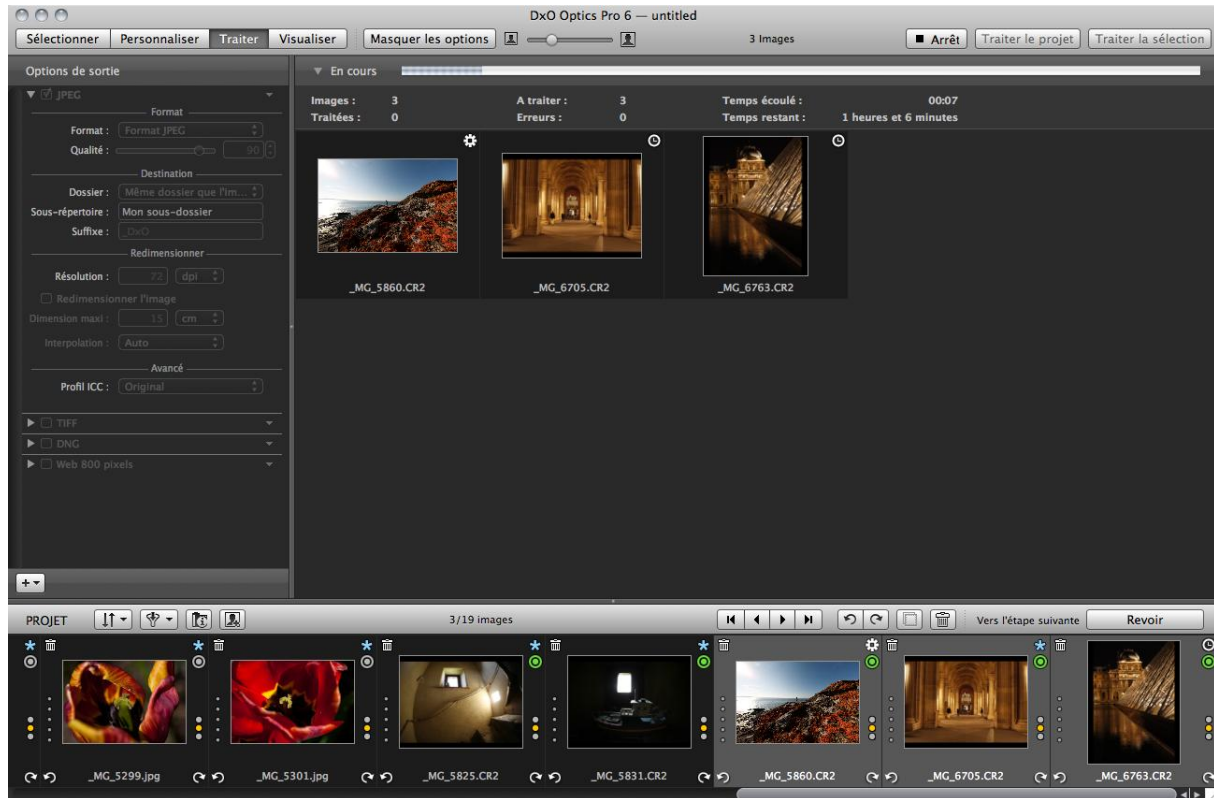 DxO Optics Pro 6 — untitled
Sélectionner Personnaliser Traiter Visualiser Masquer les options 3 Images Arrêt Traiter le projet Traiter la sélection
Options de sortie
En cours
JPEG
Images : 3 A traiter : 3 Temps écoulé : 00:07
Traitées : 0 Erreurs : 0 Temps restant : 1 heures et 6 minutes
Format
Format : Format JPEG
Qualité : 90
Destination
Dossier : Même dossier que l'im...
Sous-répertoire : Mon sous-dossier
Suffixe : _DxO
Redimensionner
Résolution : 72 dpi
Redimensionner l'image
Dimension maxi : 15 cm
Interpolation : Auto
Avancé
Profil ICC : Original
TIFF
DNG
Web 800 pixels
_MG_5860.CR2 _MG_6705.CR2 _MG_6763.CR2
PROJET 3/19 images Vers l'étape suivante Revoir
_MG_5299.jpg _MG_5301.jpg _MG_5825.CR2 _MG_5831.CR2 _MG_5860.CR2 _MG_6705.CR2 _MG_6763.CR2